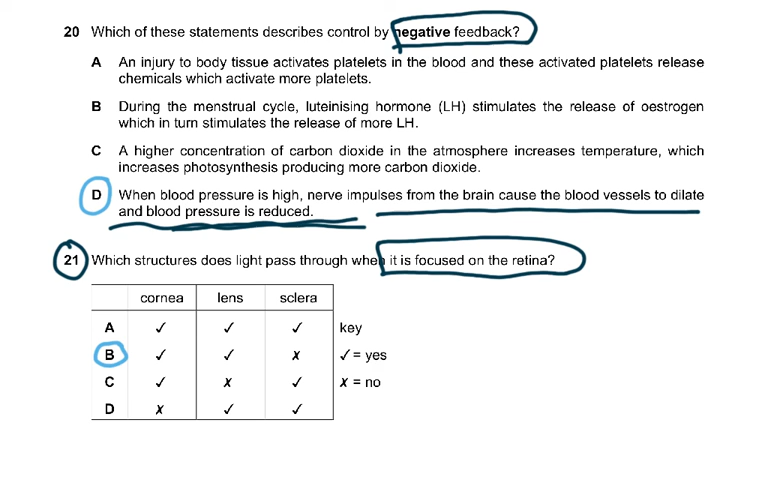 20 Which of these statements describes control by negative feedback?
A An injury to body tissue activates platelets in the blood and these activated platelets release
chemicals which activate more platelets.
B During the menstrual cycle, luteinising hormone (LH) stimulates the release of oestrogen
which in turn stimulates the release of more LH.
C A higher concentration of carbon dioxide in the atmosphere increases temperature, which
increases photosynthesis producing more carbon dioxide.
D When blood pressure is high, nerve impulses from the brain cause the blood vessels to dilate
and blood pressure is reduced.
21 Which structures does light pass through when it is focused on the retina?
cornea lens sclera
A ✓ ✓ ✓ key
B ✓ ✓ ✗ ✓ = yes
C ✓ ✗ ✓ ✗ = no
D ✗ ✓ ✓